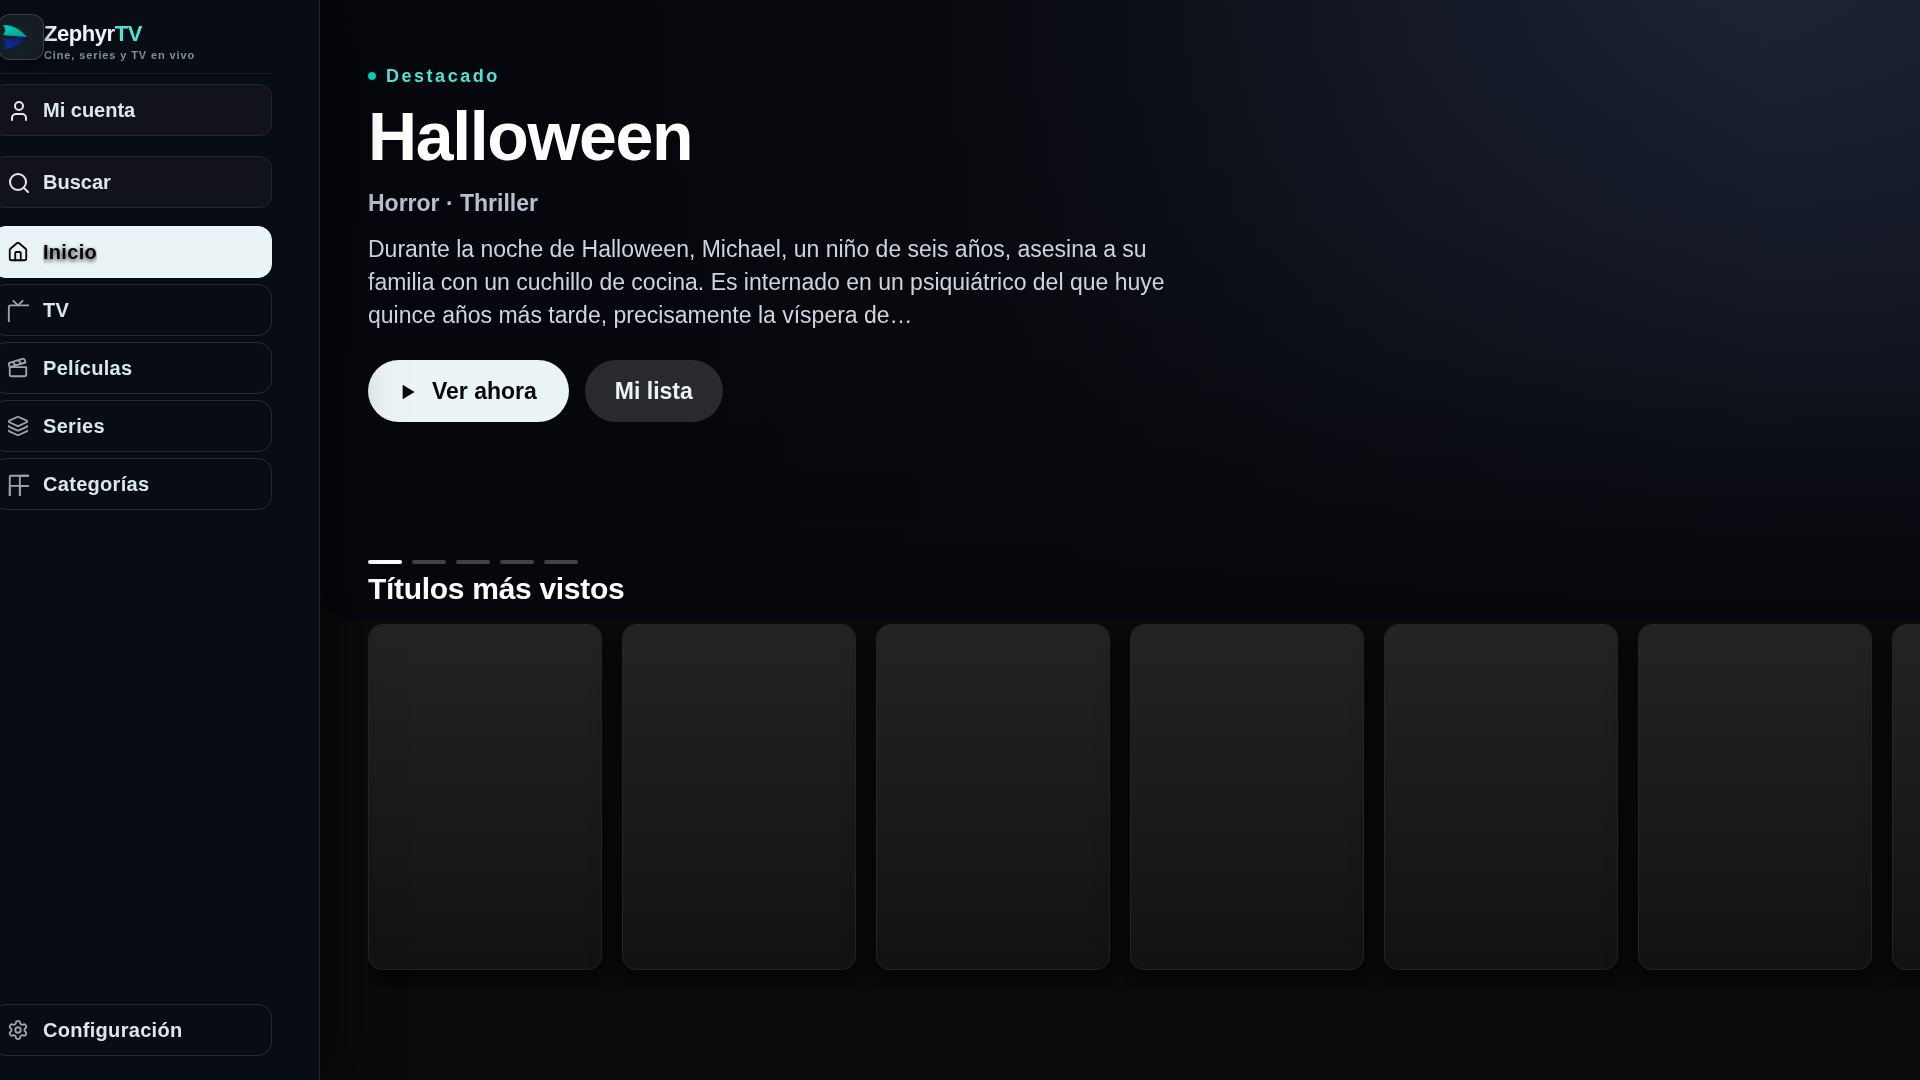 ZephyrTV
Cine, series y TV en vivo
Mi cuenta
Buscar
Inicio
TV
Películas
Series
Categorías
Configuración
Destacado
Halloween
Horror · Thriller
Durante la noche de Halloween, Michael, un niño de seis años, asesina a su
familia con un cuchillo de cocina. Es internado en un psiquiátrico del que huye
quince años más tarde, precisamente la víspera de…
Ver ahora
Mi lista
Títulos más vistos